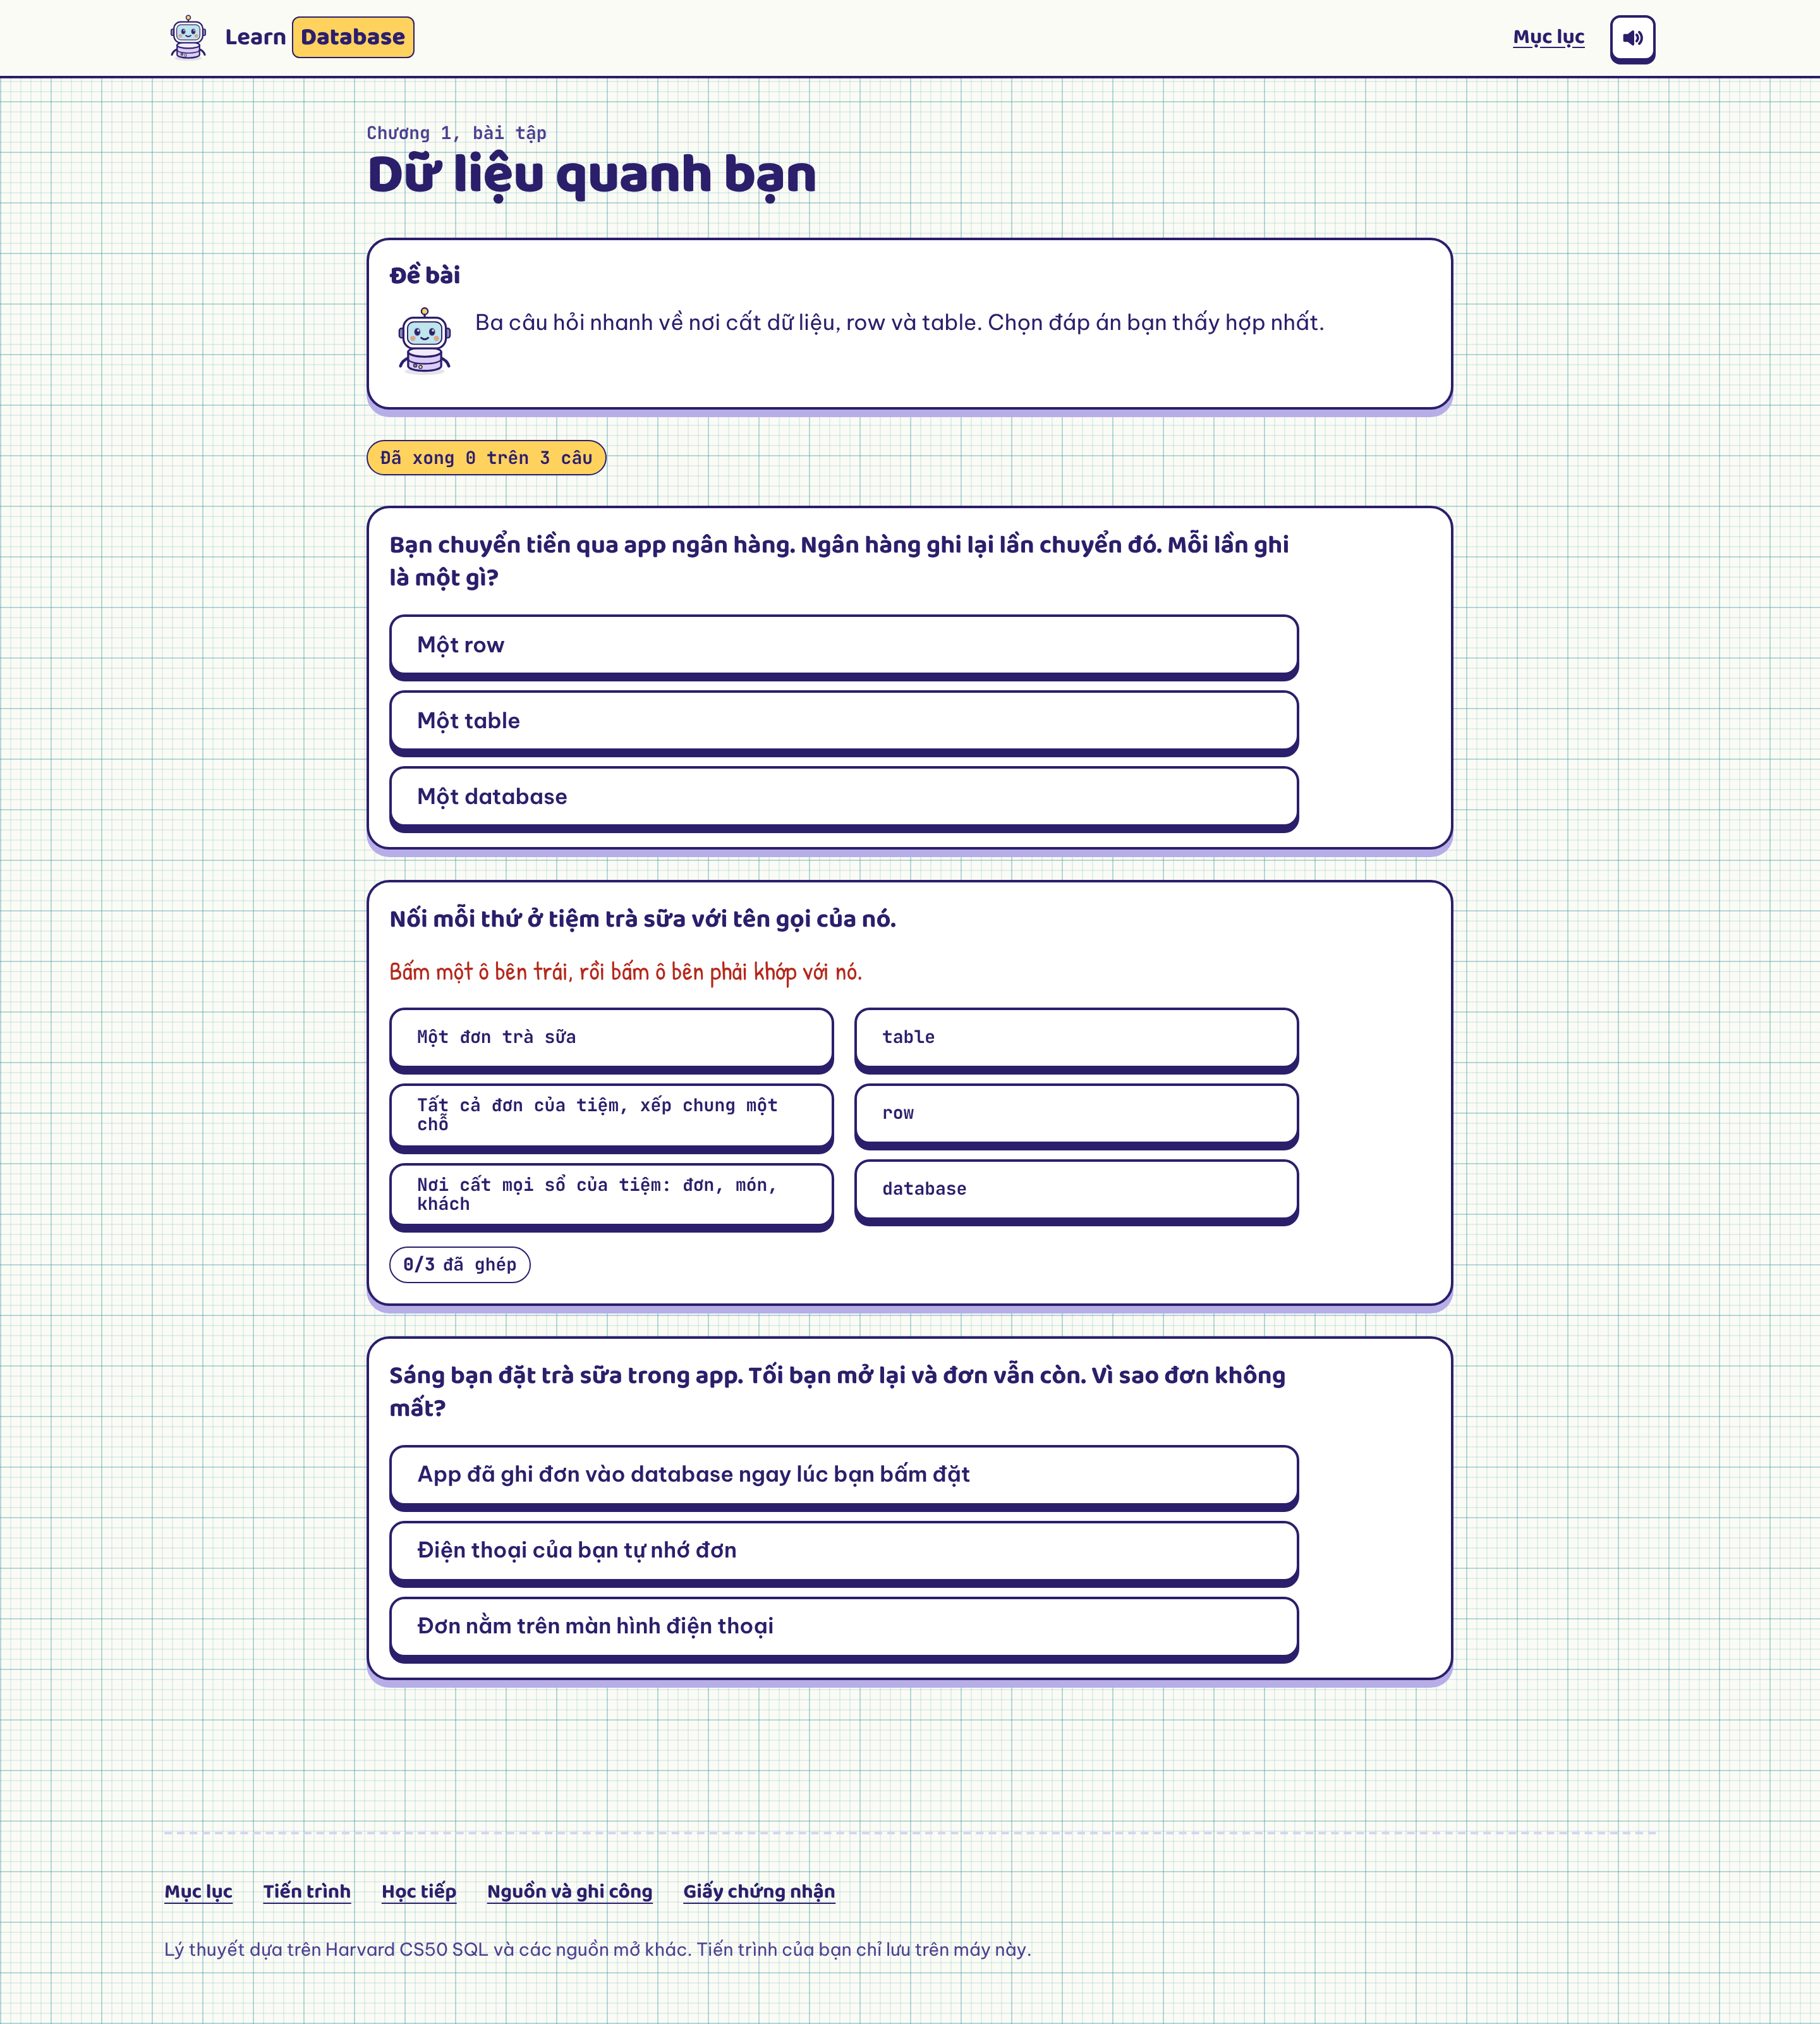 Learn Database
Mục lục
Chương 1, bài tập
Dữ liệu quanh bạn
Đề bài
Ba câu hỏi nhanh về nơi cất dữ liệu, row và table. Chọn đáp án bạn thấy hợp nhất.
Đã xong 0 trên 3 câu
Bạn chuyển tiền qua app ngân hàng. Ngân hàng ghi lại lần chuyển đó. Mỗi lần ghi
là một gì?
Một row
Một table
Một database
Nối mỗi thứ ở tiệm trà sữa với tên gọi của nó.
Bấm một ô bên trái, rồi bấm ô bên phải khớp với nó.
Một đơn trà sữa
table
Tất cả đơn của tiệm, xếp chung một
chỗ
row
Nơi cất mọi sổ của tiệm: đơn, món,
khách
database
0/3 đã ghép
Sáng bạn đặt trà sữa trong app. Tối bạn mở lại và đơn vẫn còn. Vì sao đơn không
mất?
App đã ghi đơn vào database ngay lúc bạn bấm đặt
Điện thoại của bạn tự nhớ đơn
Đơn nằm trên màn hình điện thoại
Mục lục
Tiến trình
Học tiếp
Nguồn và ghi công
Giấy chứng nhận
Lý thuyết dựa trên Harvard CS50 SQL và các nguồn mở khác. Tiến trình của bạn chỉ lưu trên máy này.